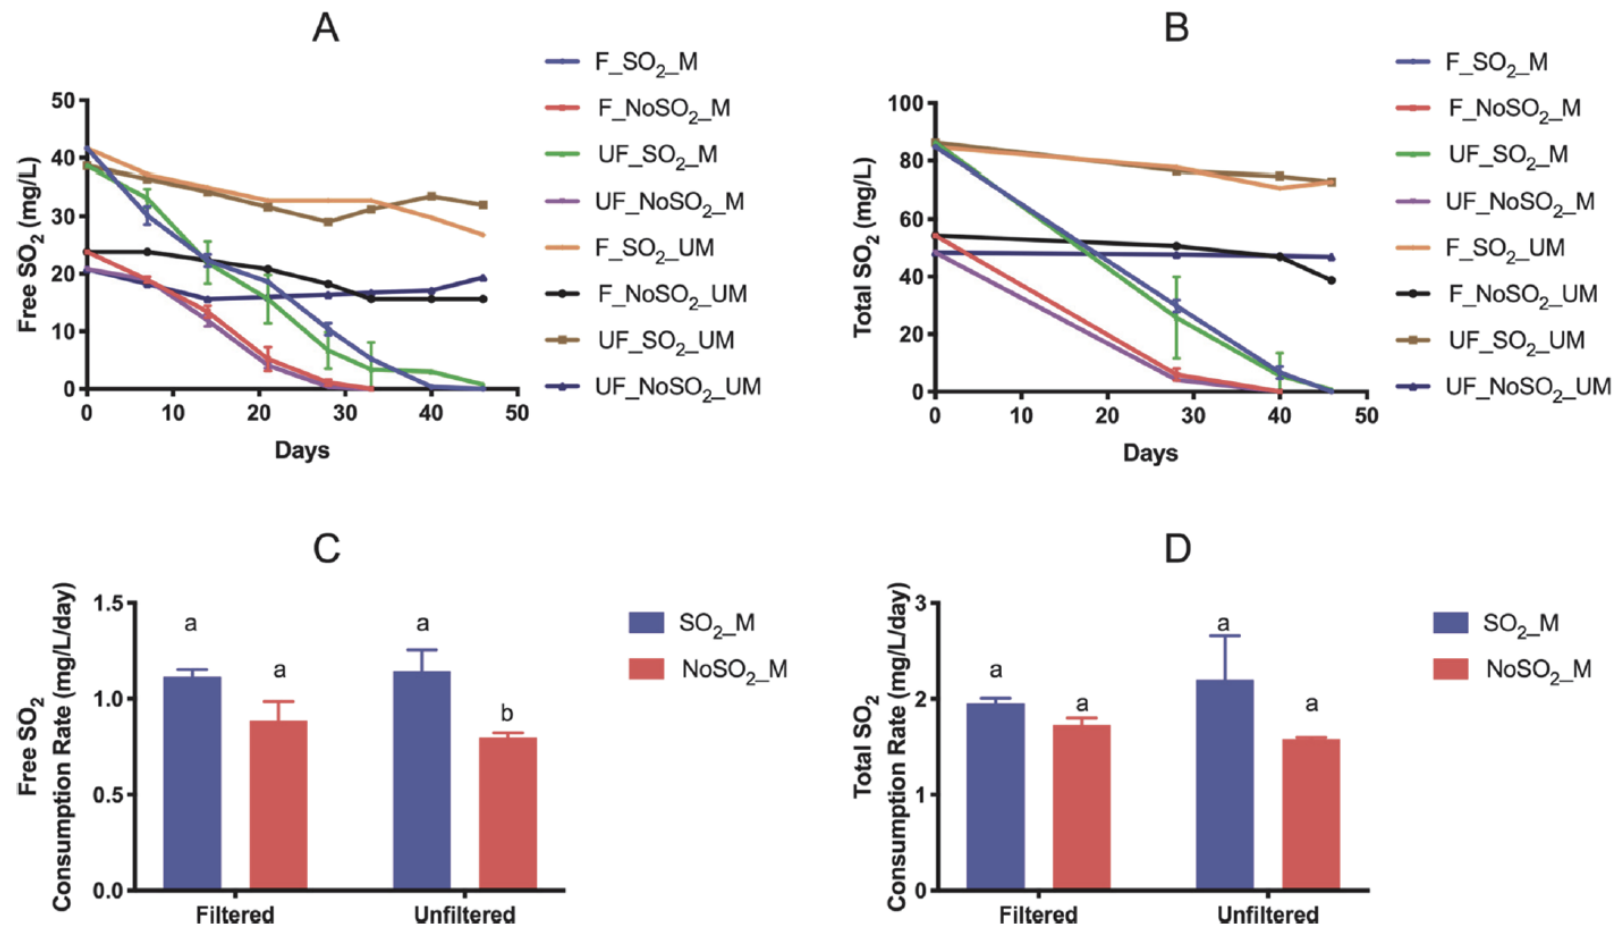 A
F_SO2_M
F_NoSO2_M
UF_SO2_M
UF_NoSO2_M
F_SO2_UM
F_NoSO2_UM
UF_SO2_UM
UF_NoSO2_UM
Free SO2 (mg/L)
50
40
30
20
10
0
0 10 20 30 40 50
Days
B
F_SO2_M
F_NoSO2_M
UF_SO2_M
UF_NoSO2_M
F_SO2_UM
F_NoSO2_UM
UF_SO2_UM
UF_NoSO2_UM
Total SO2 (mg/L)
100
80
60
40
20
0
0 10 20 30 40 50
Days
C
Free SO2
Consumption Rate (mg/L/day)
1.5
1.0
0.5
0.0
a
a
a
b
Filtered Unfiltered
SO2_M
NoSO2_M
D
Total SO2
Consumption Rate (mg/L/day)
3
2
1
0
a
a
a
a
Filtered Unfiltered
SO2_M
NoSO2_M